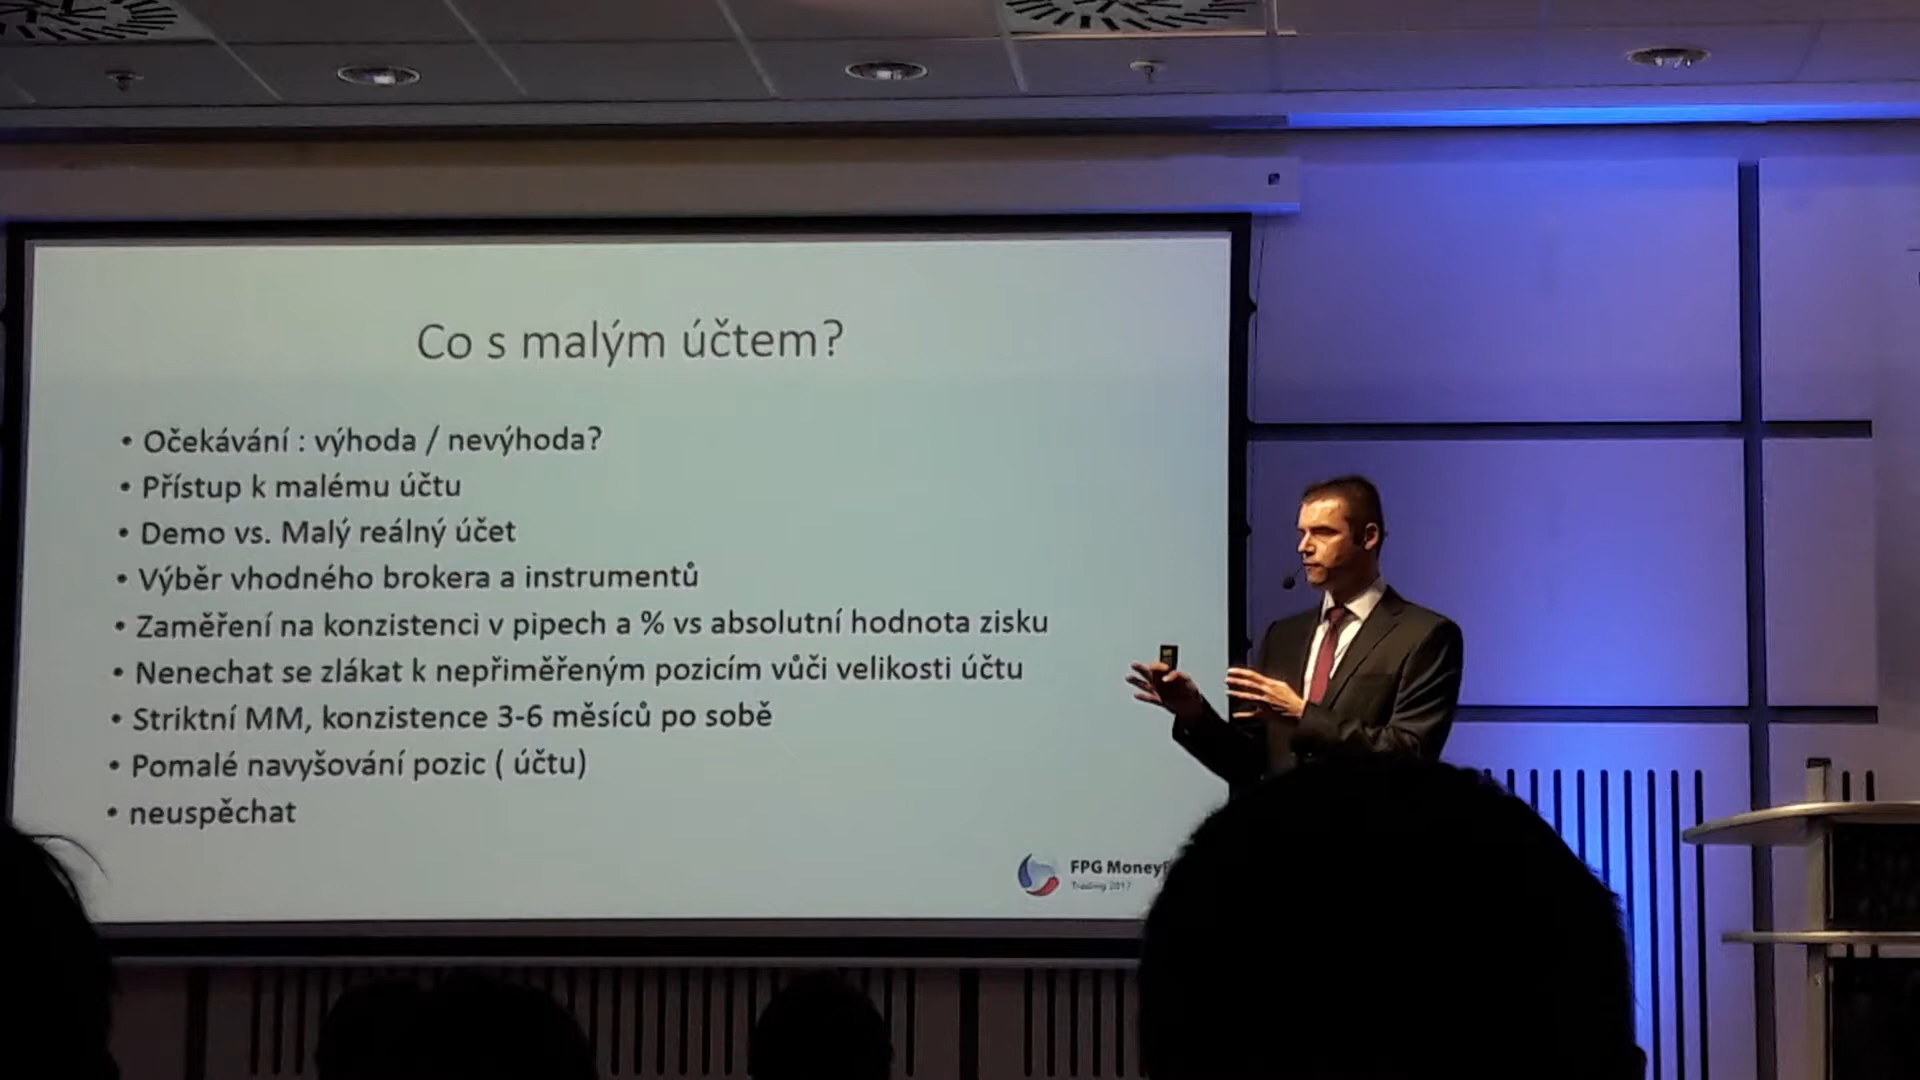 Co s malým účtem?
• Očekávání : výhoda / nevýhoda?
• Přístup k malému účtu
• Demo vs. Malý reálný účet
• Výběr vhodného brokera a instrumentů
• Zaměření na konzistenci v pipech a % vs absolutní hodnota zisku
• Nenechat se zlákat k nepřiměřeným pozicím vůči velikosti účtu
• Striktní MM, konzistence 3-6 měsíců po sobě
• Pomalé navyšování pozic ( účtu)
• neuspěchat
FPG Money
Trading 2017